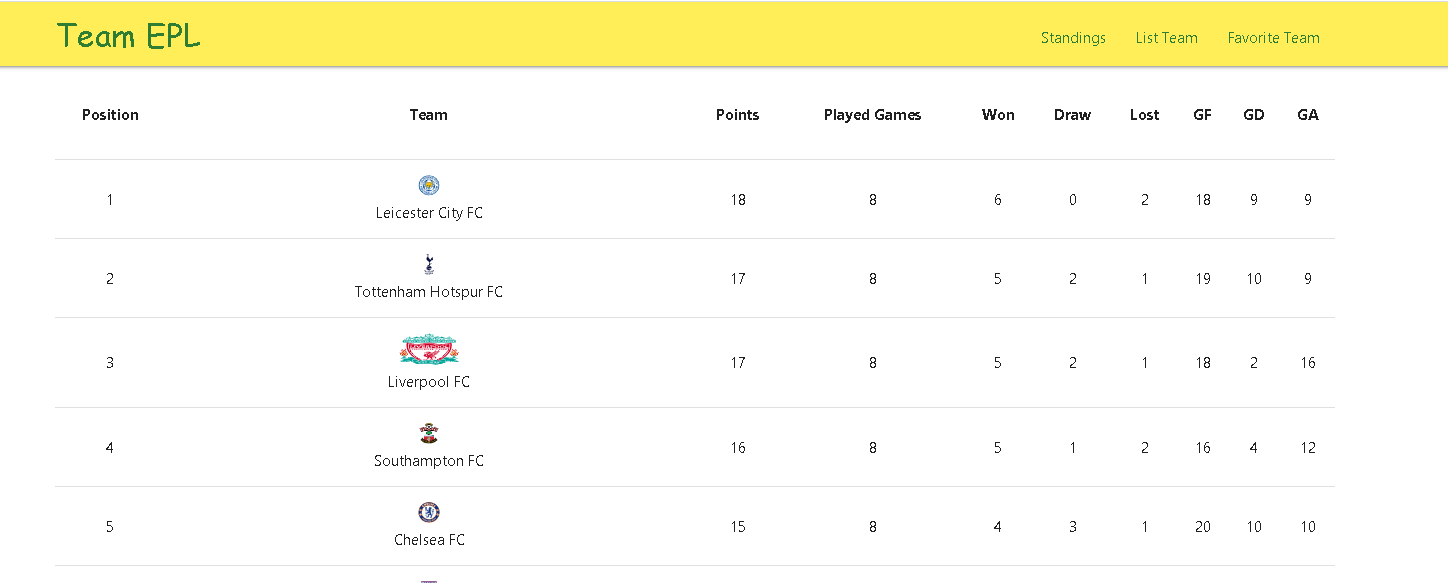 Team EPL
Standings List Team Favorite Team
Position Team Points Played Games Won Draw Lost GF GD GA
1 Leicester City FC 18 8 6 0 2 18 9 9
2 Tottenham Hotspur FC 17 8 5 2 1 19 10 9
3 Liverpool FC 17 8 5 2 1 18 2 16
4 Southampton FC 16 8 5 1 2 16 4 12
5 Chelsea FC 15 8 4 3 1 20 10 10